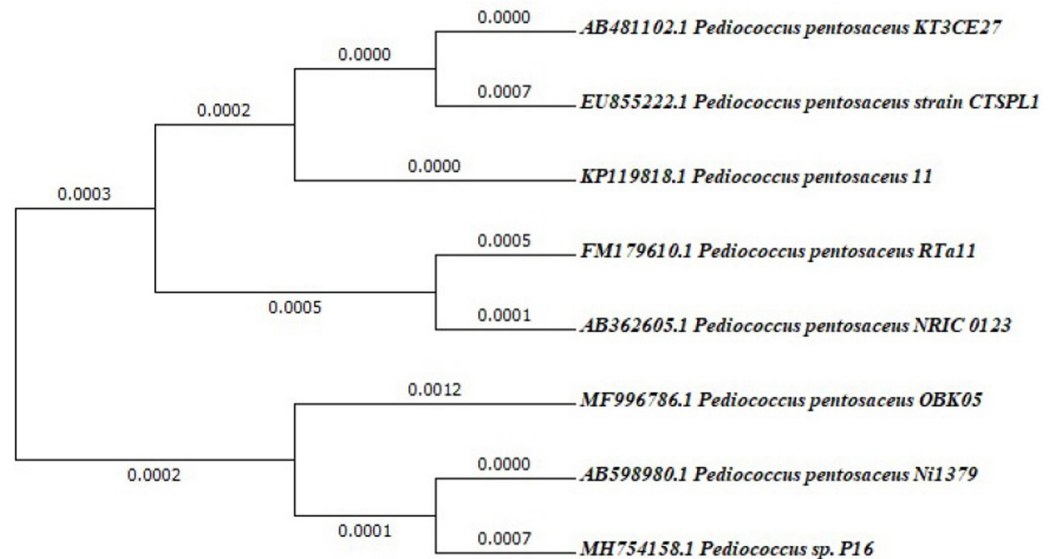 0.0000
AB481102.1 Pediococcus pentosaceus KT3CE27
0.0000
0.0007
EU855222.1 Pediococcus pentosaceus strain CTSPL1
0.0002
0.0000
KP119818.1 Pediococcus pentosaceus 11
0.0003
0.0005
FM179610.1 Pediococcus pentosaceus RTa11
0.0005
0.0001
AB362605.1 Pediococcus pentosaceus NRIC 0123
0.0012
MF996786.1 Pediococcus pentosaceus OBK05
0.0002
0.0000
AB598980.1 Pediococcus pentosaceus Ni1379
0.0001
0.0007
MH754158.1 Pediococcus sp. P16